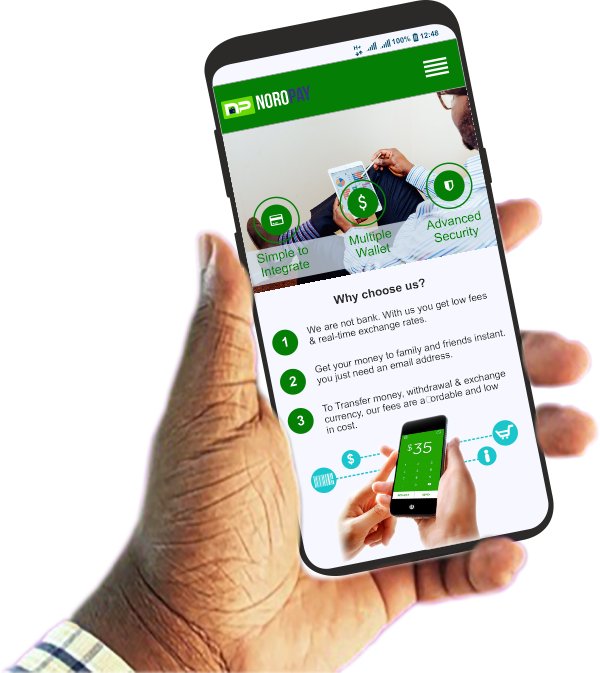 100% 12:48
NOROPAY
Simple to
Integrate
Multiple
Wallet
Advanced
Security
Why choose us?
1
We are not bank. With us you get low fees
& real-time exchange rates.
2
Get your money to family and friends instant.
you just need an email address.
3
To Transfer money, withdrawal & exchange
currency, our fees are a□ordable and low
in cost.
$35